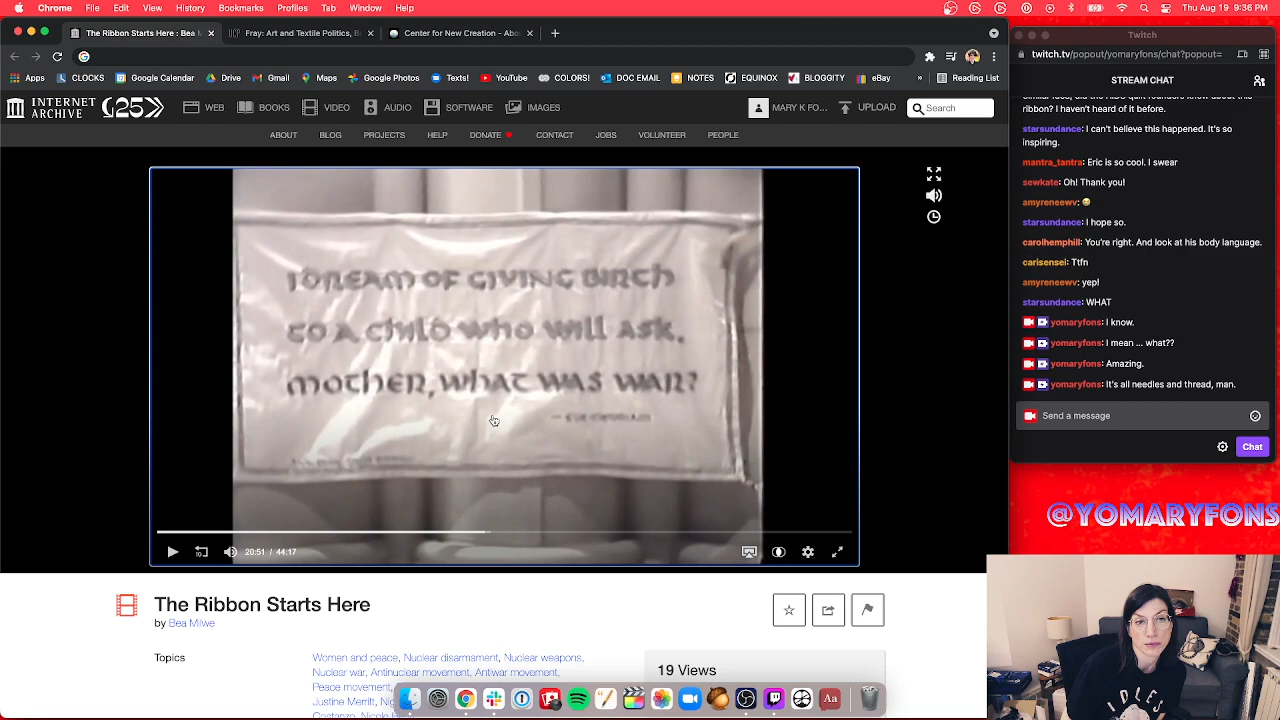 Chrome File Edit View History Bookmarks Profiles Tab Window Help
Thu Aug 19 9:36 PM
The Ribbon Starts Here : Bea M
Fray: Art and Textile Politics, B
Center for New Creation - Abo
Apps CLOCKS Google Calendar Drive Gmail Maps Google Photos Texts! YouTube COLORS! DOC EMAIL NOTES EQUINOX BLOGGITY eBay » Reading List
INTERNET ARCHIVE 25 WEB BOOKS VIDEO AUDIO SOFTWARE IMAGES MARY K FO... UPLOAD Search
ABOUT BLOG PROJECTS HELP DONATE CONTACT JOBS VOLUNTEER PEOPLE
I DREAM OF GIVING BIRTH
TO A CHILD WHO WILL ASK,
MOTHER, WHAT WAS WAR?
20:51 / 44:17
The Ribbon Starts Here
by Bea Milwe
Topics
Women and peace, Nuclear disarmament, Nuclear weapons,
Nuclear war, Antinuclear movement, Antiwar movement,
Peace movement,
Justine Merritt,
19 Views
Twitch
twitch.tv/popout/yomaryfons/chat?popout=
STREAM CHAT
ribbon? I haven't heard of it before.
starsundance: I can't believe this happened. It's so
inspiring.
mantra_tantra: Eric is so cool. I swear
sewkate: Oh! Thank you!
amyreneewv:
starsundance: I hope so.
carolhemphill: You're right. And look at his body language.
carisensei: Ttfn
amyreneewv: yep!
starsundance: WHAT
yomaryfons: I know.
yomaryfons: I mean ... what??
yomaryfons: Amazing.
yomaryfons: It's all needles and thread, man.
Send a message
Chat
@YOMARYFONS